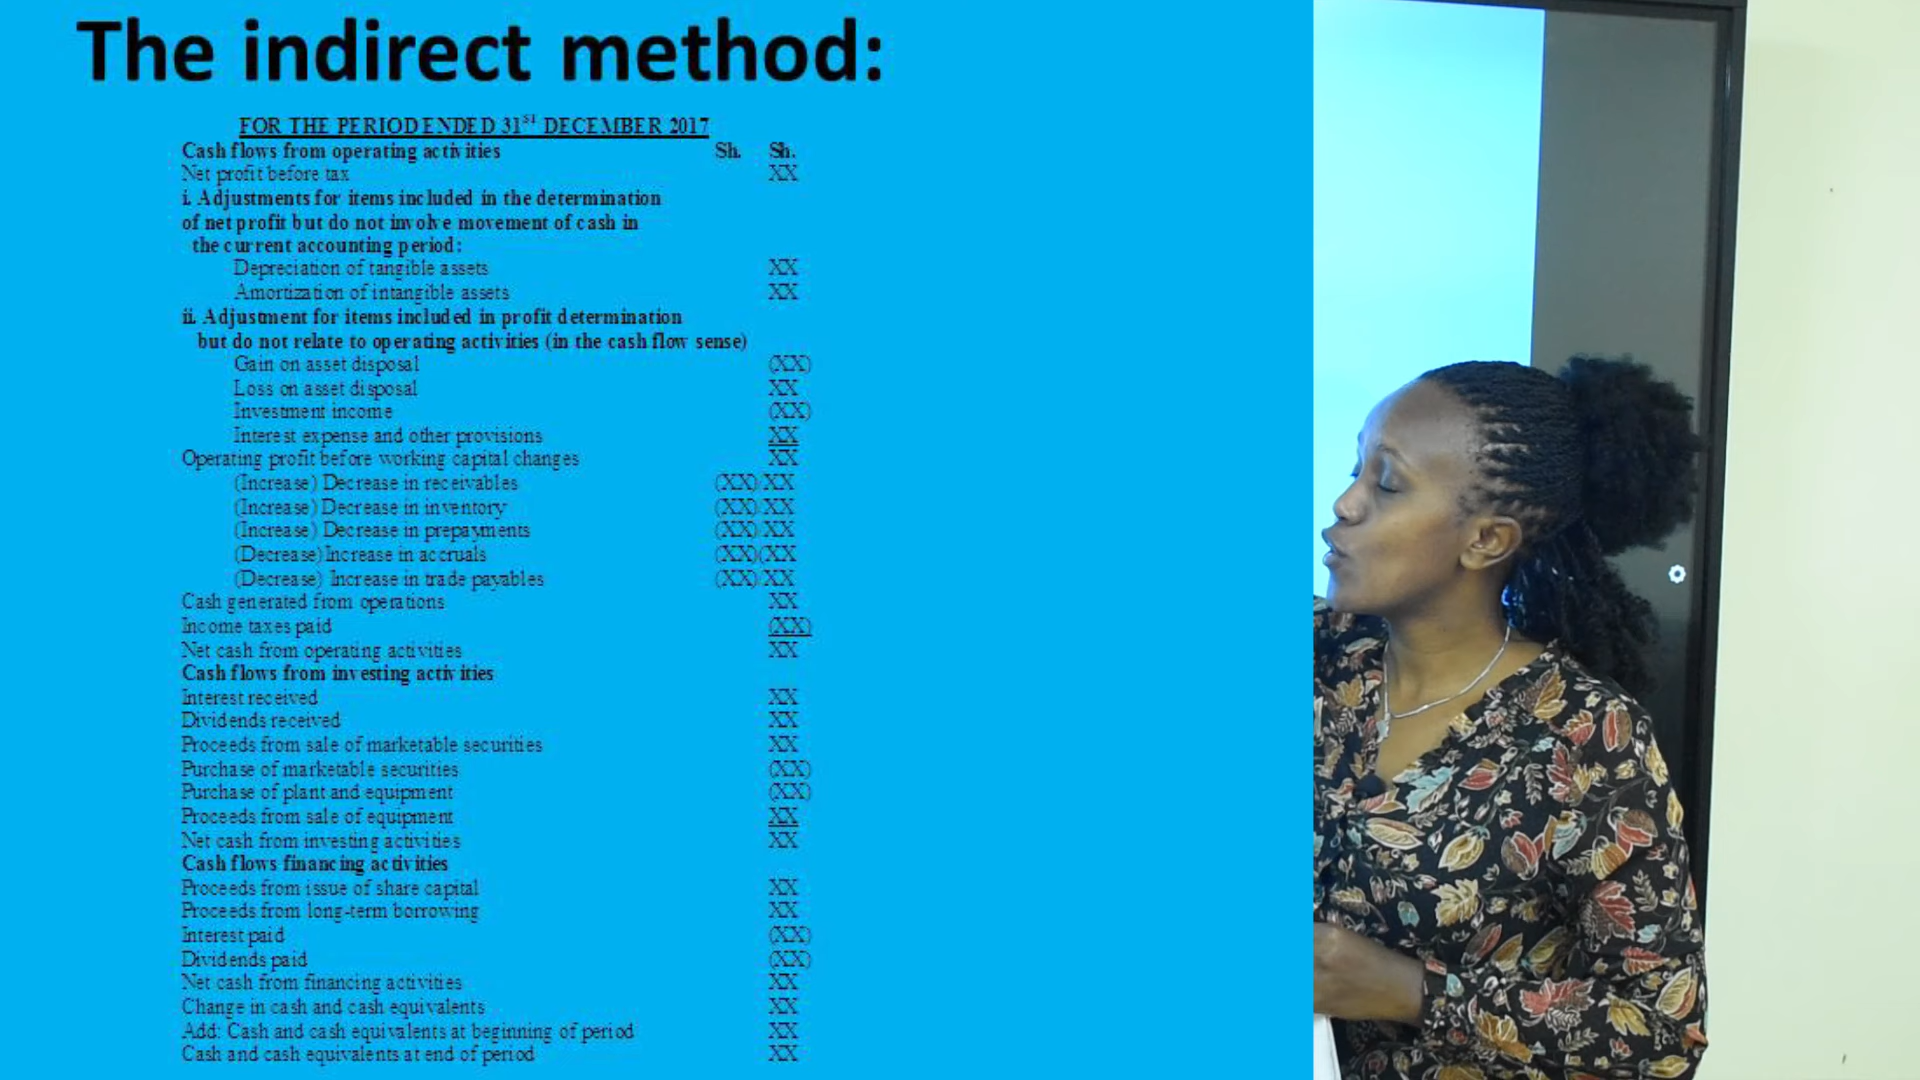 The indirect method:
FOR THE PERIOD ENDED 31ST DECEMBER 2017
Cash flows from operating activities Sh. Sh.
Net profit before tax XX
i. Adjustments for items included in the determination
of net profit but do not involve movement of cash in
the current accounting period:
Depreciation of tangible assets XX
Amortization of intangible assets XX
ii. Adjustment for items included in profit determination
but do not relate to operating activities (in the cash flow sense)
Gain on asset disposal (XX)
Loss on asset disposal XX
Investment income (XX)
Interest expense and other provisions XX
Operating profit before working capital changes XX
(Increase) Decrease in receivables (XX) XX
(Increase) Decrease in inventory (XX) XX
(Increase) Decrease in prepayments (XX) XX
(Decrease)Increase in accruals (XX)(XX
(Decrease) Increase in trade payables (XX) XX
Cash generated from operations XX
Income taxes paid (XX)
Net cash from operating activities XX
Cash flows from investing activities
Interest received XX
Dividends received XX
Proceeds from sale of marketable securities XX
Purchase of marketable securities (XX)
Purchase of plant and equipment (XX)
Proceeds from sale of equipment XX
Net cash from investing activities XX
Cash flows financing activities
Proceeds from issue of share capital XX
Proceeds from long-term borrowing XX
Interest paid (XX)
Dividends paid (XX)
Net cash from financing activities XX
Change in cash and cash equivalents XX
Add: Cash and cash equivalents at beginning of period XX
Cash and cash equivalents at end of period XX